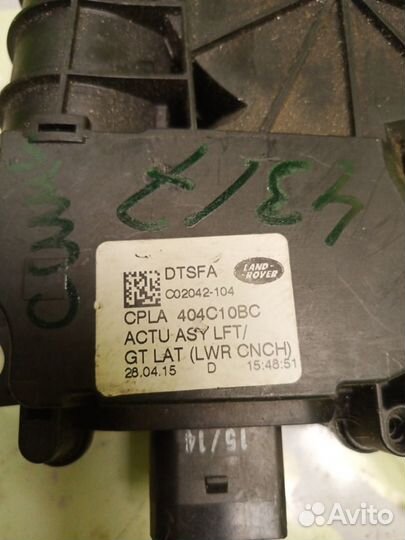 4317
DTSFA
LAND-
ROVER
C02042-104
CPLA 404C10BC
ACTU ASY LFT/
GT LAT (LWR CNCH)
28.04.15 D 15:48:51
15/14
Avito